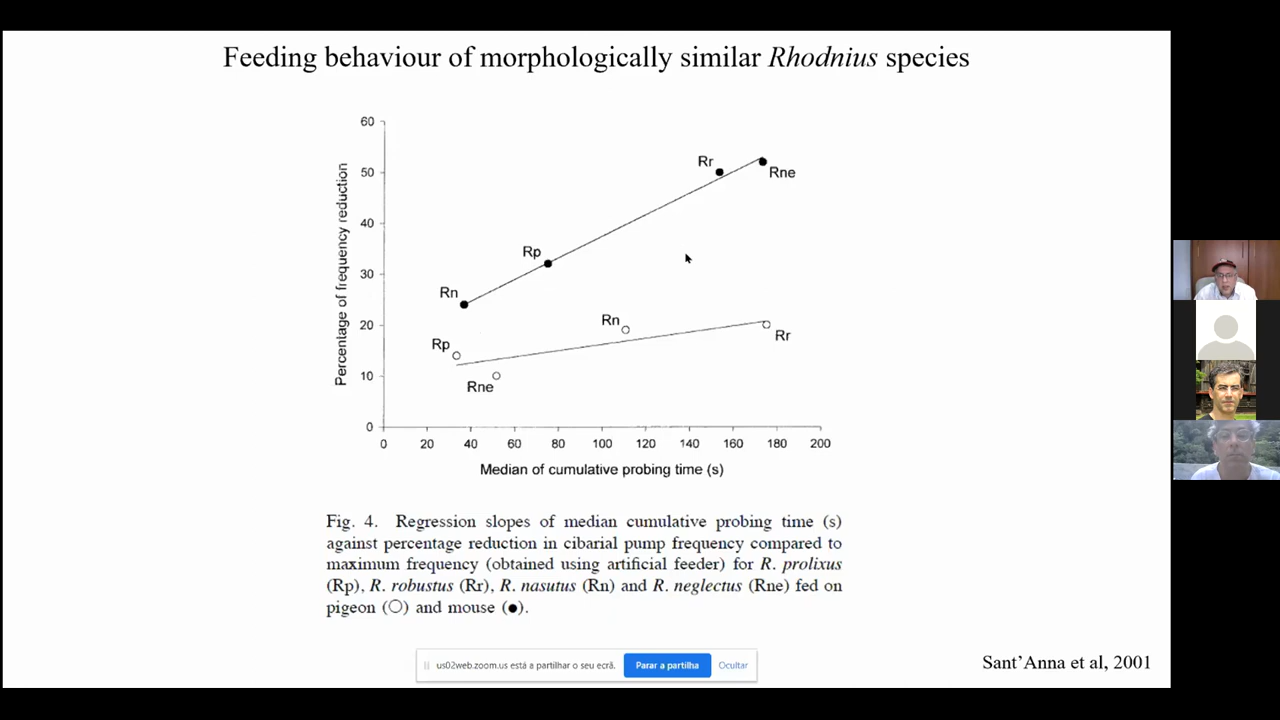 Feeding behaviour of morphologically similar Rhodnius species
Percentage of frequency reduction
60
50
40
30
20
10
0
Rr
Rne
Rp
Rn
Rn
Rr
Rp
Rne
0 20 40 60 80 100 120 140 160 180 200
Median of cumulative probing time (s)
Fig. 4. Regression slopes of median cumulative probing time (s)
against percentage reduction in cibarial pump frequency compared to
maximum frequency (obtained using artificial feeder) for R. prolixus
(Rp), R. robustus (Rr), R. nasutus (Rn) and R. neglectus (Rne) fed on
pigeon (○) and mouse (●).
us02web.zoom.us está a partilhar o seu ecrã. Parar a partilha Ocultar
Sant'Anna et al, 2001